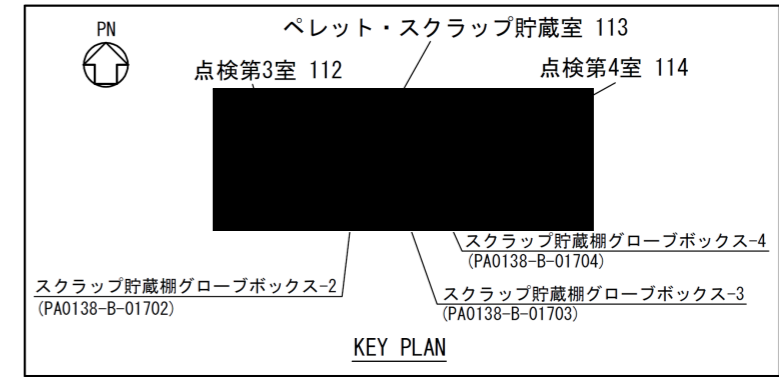 PN
ペレット・スクラップ貯蔵室 113
点検第3室 112
点検第4室 114
スクラップ貯蔵棚グローブボックス-4
(PA0138-B-01704)
スクラップ貯蔵棚グローブボックス-2
(PA0138-B-01702)
スクラップ貯蔵棚グローブボックス-3
(PA0138-B-01703)
KEY PLAN